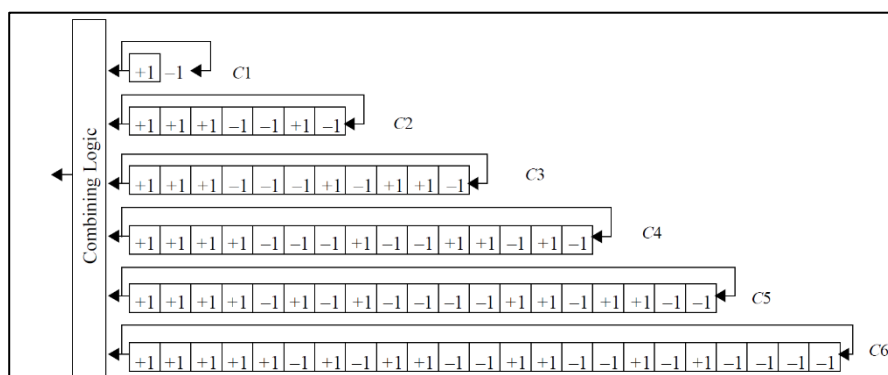 Combining Logic
+1 –1 C1
+1 +1 +1 –1 –1 +1 –1 C2
+1 +1 +1 –1 –1 –1 +1 –1 +1 +1 –1 C3
+1 +1 +1 +1 –1 –1 –1 +1 –1 –1 +1 +1 –1 +1 –1 C4
+1 +1 +1 +1 –1 +1 –1 +1 –1 –1 –1 –1 +1 +1 –1 +1 +1 –1 –1 C5
+1 +1 +1 +1 +1 –1 +1 –1 +1 +1 –1 –1 +1 +1 –1 –1 +1 –1 +1 –1 –1 –1 –1 C6